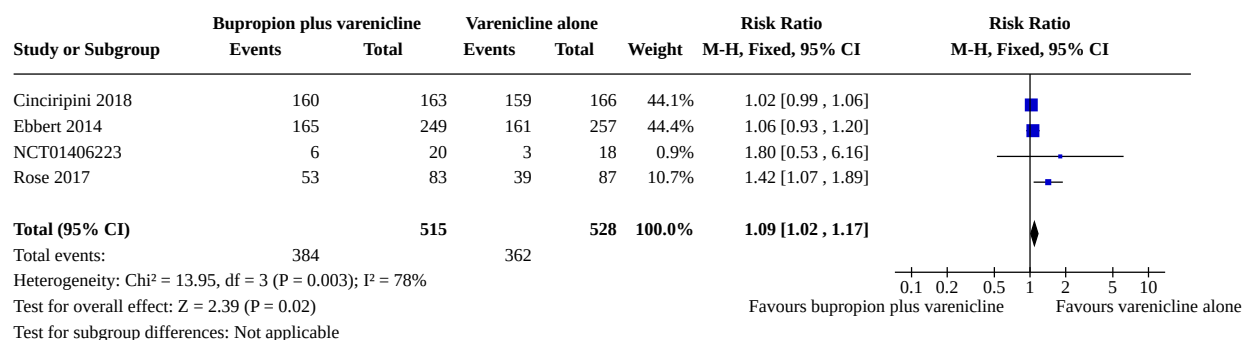 Bupropion plus varenicline Varenicline alone Risk Ratio Risk Ratio
Study or Subgroup Events Total Events Total Weight M-H, Fixed, 95% CI M-H, Fixed, 95% CI
Cinciripini 2018 160 163 159 166 44.1% 1.02 [0.99 , 1.06]
Ebbert 2014 165 249 161 257 44.4% 1.06 [0.93 , 1.20]
NCT01406223 6 20 3 18 0.9% 1.80 [0.53 , 6.16]
Rose 2017 53 83 39 87 10.7% 1.42 [1.07 , 1.89]
Total (95% CI) 515 528 100.0% 1.09 [1.02 , 1.17]
Total events: 384 362
Heterogeneity: Chi² = 13.95, df = 3 (P = 0.003); I² = 78%
0.1 0.2 0.5 1 2 5 10
Test for overall effect: Z = 2.39 (P = 0.02) Favours bupropion plus varenicline Favours varenicline alone
Test for subgroup differences: Not applicable